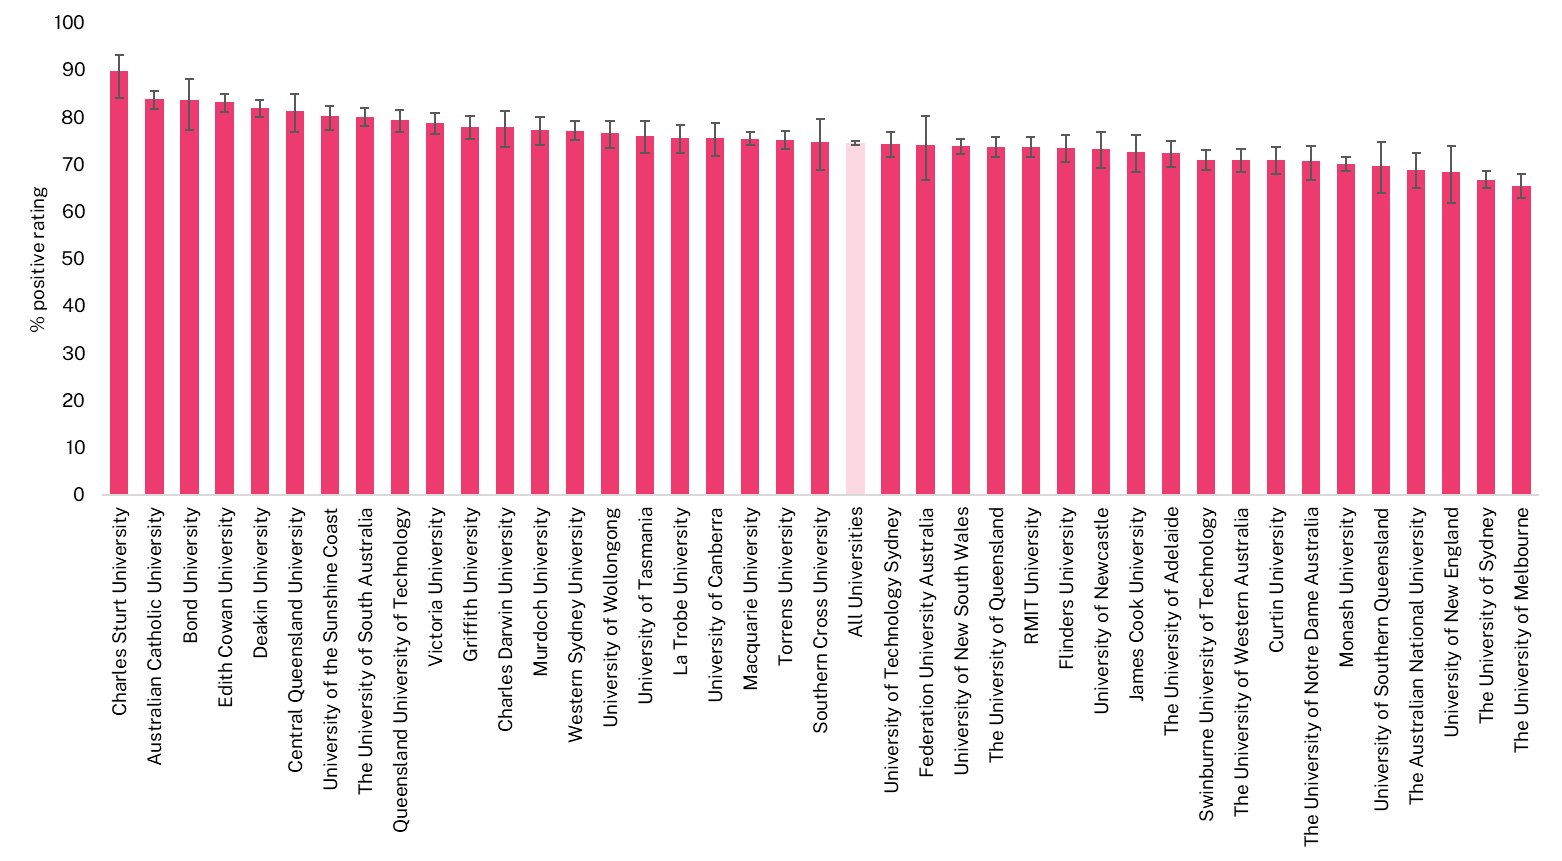 100
90
80
70
60
50
40
30
20
10
0
% positive rating
Charles Sturt University
Australian Catholic University
Bond University
Edith Cowan University
Deakin University
Central Queensland University
University of the Sunshine Coast
The University of South Australia
Queensland University of Technology
Victoria University
Griffith University
Charles Darwin University
Murdoch University
Western Sydney University
University of Wollongong
University of Tasmania
La Trobe University
University of Canberra
Macquarie University
Torrens University
Southern Cross University
All Universities
University of Technology Sydney
Federation University Australia
University of New South Wales
The University of Queensland
RMIT University
Flinders University
University of Newcastle
James Cook University
The University of Adelaide
Swinburne University of Technology
The University of Western Australia
Curtin University
The University of Notre Dame Australia
Monash University
University of Southern Queensland
The Australian National University
University of New England
The University of Sydney
The University of Melbourne